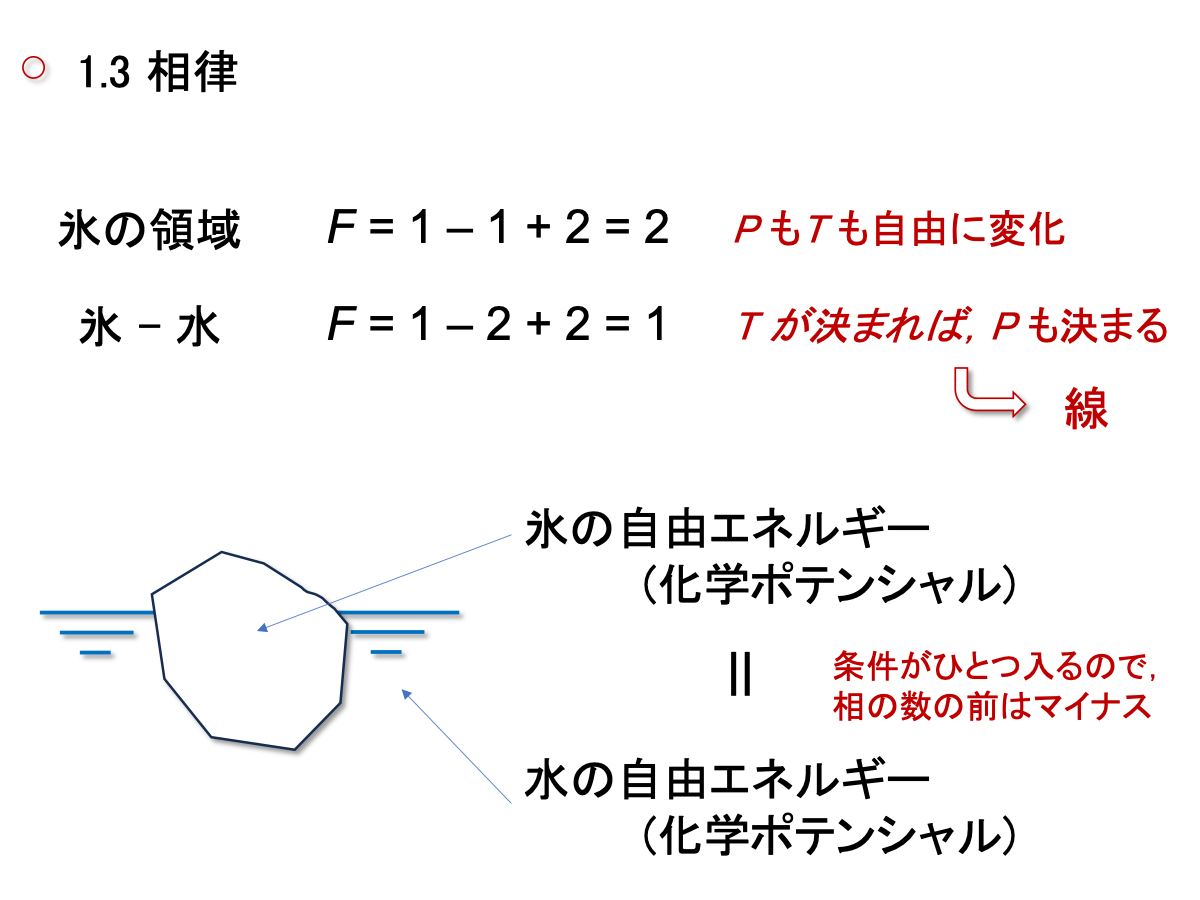 1.3 相律
氷の領域 F = 1 – 1 + 2 = 2 PもTも自由に変化
氷 − 水 F = 1 – 2 + 2 = 1 Tが決まれば, Pも決まる
線
氷の自由エネルギー
(化学ポテンシャル)
||
条件がひとつ入るので,
相の数の前はマイナス
水の自由エネルギー
(化学ポテンシャル)